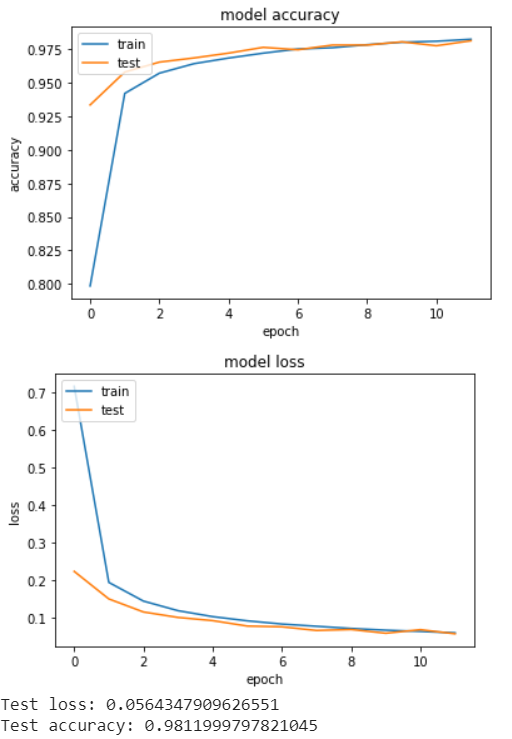 model accuracy
train
test
0.975
0.950
0.925
0.900
0.875
0.850
0.825
0.800
accuracy
0 2 4 6 8 10
epoch
model loss
train
test
0.7
0.6
0.5
0.4
0.3
0.2
0.1
loss
0 2 4 6 8 10
epoch
Test loss: 0.0564347909626551
Test accuracy: 0.9811999797821045